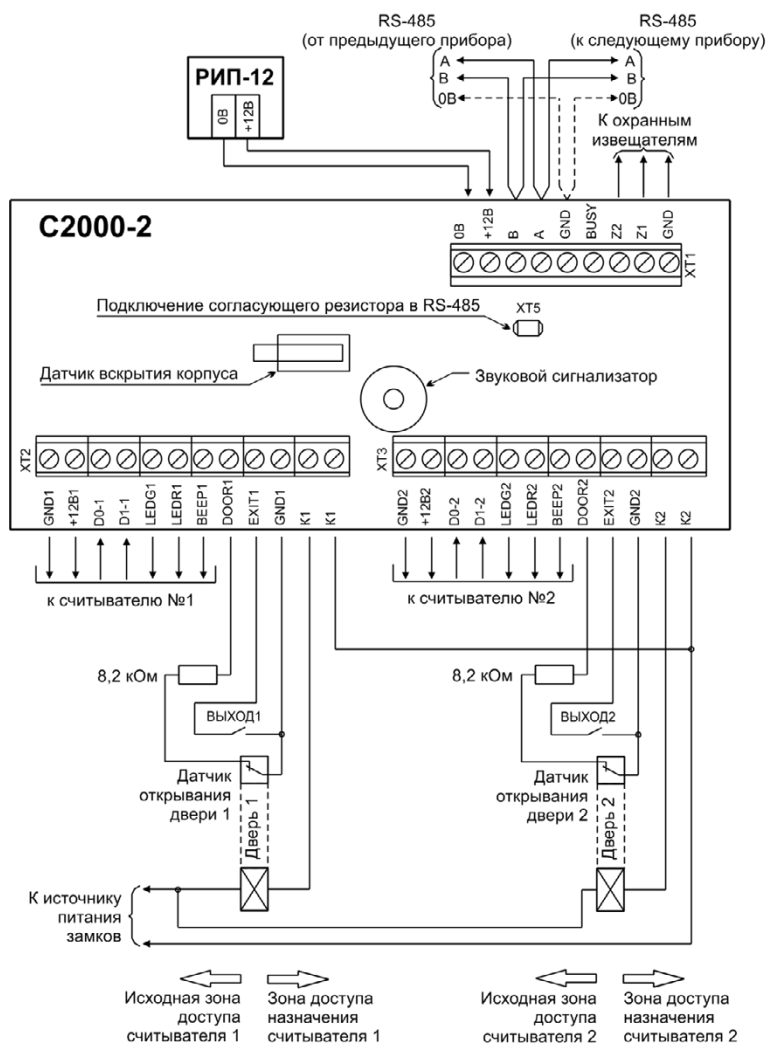 RS-485
(от предыдущего прибора)
RS-485
(к следующему прибору)
А
В
0В
А
В
0В
РИП-12
0В
+12В
К охранным
извещателям
С2000-2
0В
+12В
B
A
GND
BUSY
Z2
Z1
GND
XT1
Подключение согласующего резистора в RS-485
XT5
Датчик вскрытия корпуса
Звуковой сигнализатор
XT2
GND1
+12В1
D0-1
D1-1
LEDG1
LEDR1
BEEP1
DOOR1
EXIT1
GND1
K1
K1
XT3
GND2
+12В2
D0-2
D1-2
LEDG2
LEDR2
BEEP2
DOOR2
EXIT2
GND2
K2
K2
к считывателю №1
к считывателю №2
8,2 кОм
8,2 кОм
ВЫХОД1
ВЫХОД2
Датчик
открывания
двери 1
Дверь 1
Датчик
открывания
двери 2
Дверь 2
К источнику
питания
замков
Исходная зона
доступа
считывателя 1
Зона доступа
назначения
считывателя 1
Исходная зона
доступа
считывателя 2
Зона доступа
назначения
считывателя 2